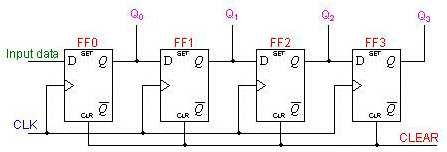 Q0 Q1 Q2 Q3
FF0 FF1 FF2 FF3
SET SET SET SET
Input data D Q D Q D Q D Q
Q Q Q Q
CLR CLR CLR CLR
CLK
CLEAR